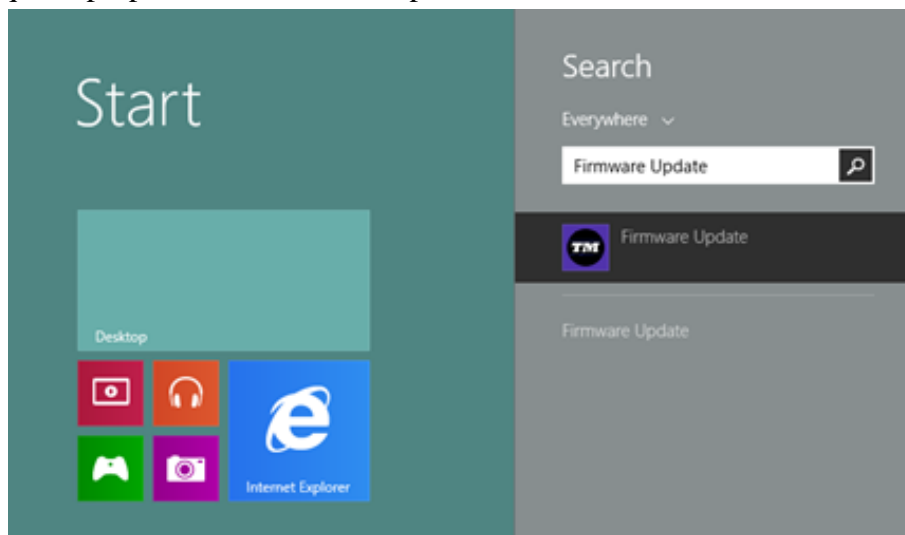 Start
Desktop
Internet Explorer
Search
Everywhere
Firmware Update
TM
Firmware Update
Firmware Update